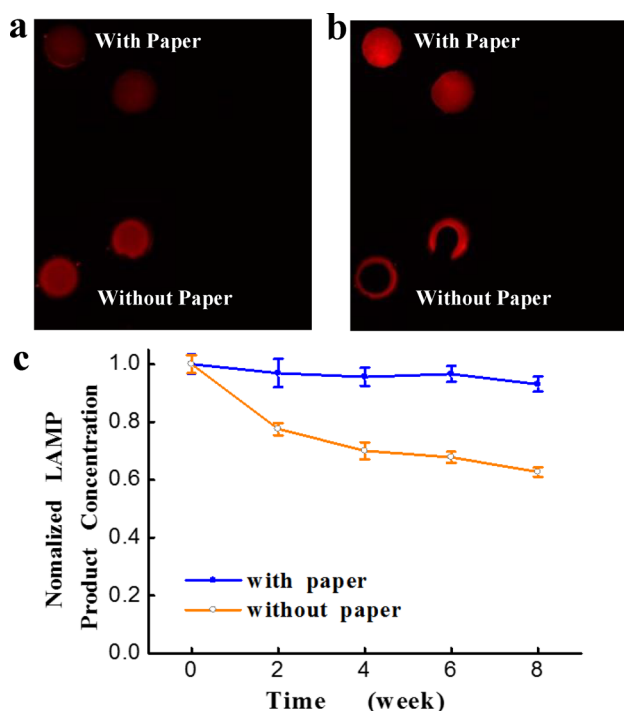 a
With Paper
Without Paper
b
With Paper
Without Paper
c
Nomalized LAMP
Product Concentration
1.0
0.8
0.6
0.4
0.2
0.0
with paper
without paper
0 2 4 6 8
Time (week)